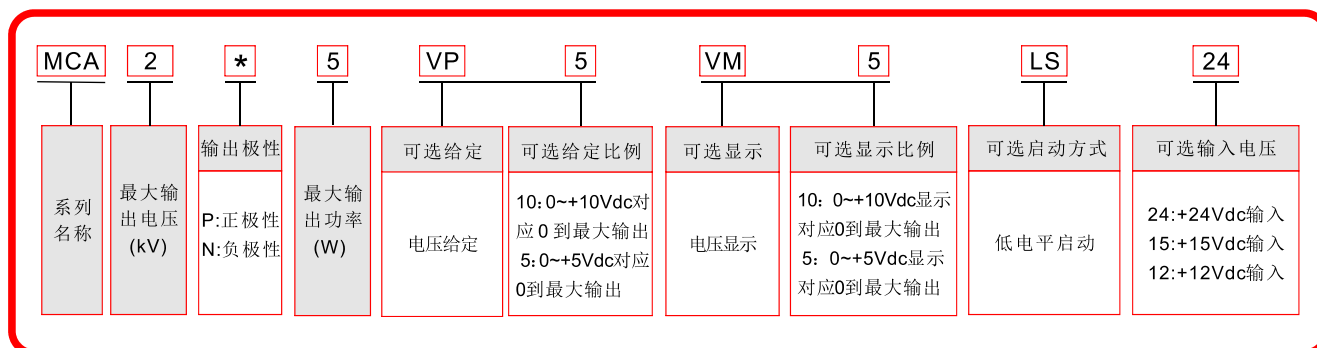 MCA 2 * 5 VP 5 VM 5 LS 24
系列
名称
最大输
出电压
(kV)
输出极性
P:正极性
N:负极性
最大输
出功率
(W)
可选给定
电压给定
可选给定比例
10:0~+10Vdc对
应0 到最大输出
5:0~+5Vdc对应
0到最大输出
可选显示
电压显示
可选显示比例
10: 0~+10Vdc显示
对应0到最大输出
5: 0~+5Vdc显示
对应0到最大输出
可选启动方式
低电平启动
可选输入电压
24:+24Vdc输入
15:+15Vdc输入
12:+12Vdc输入